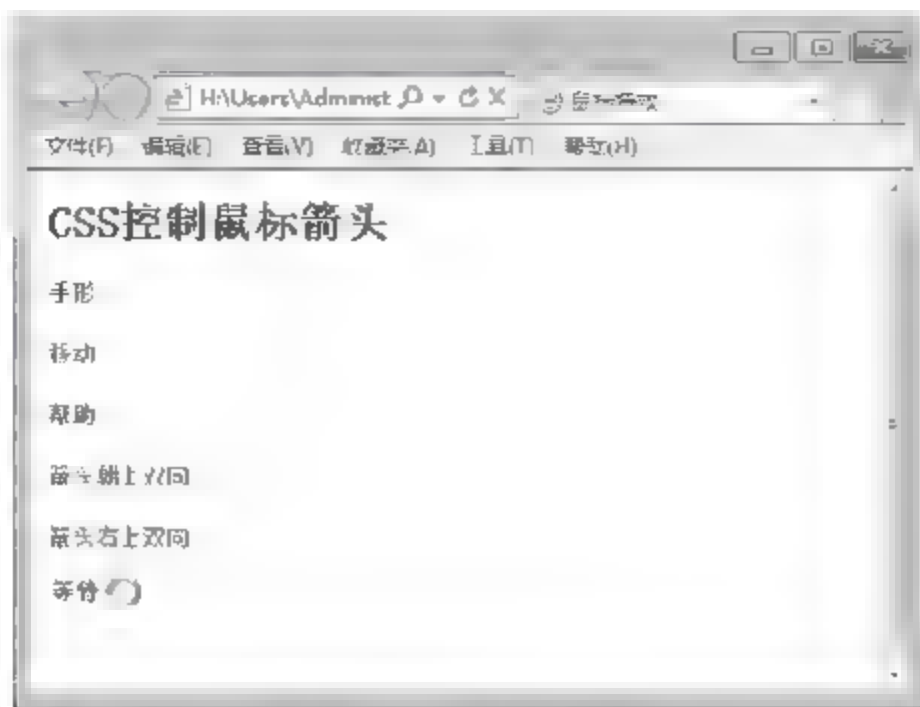 H:\Users\Administ
文件(F) 编辑(E) 查看(V) 收藏夹(A) 工具(T) 帮助(H)
CSS控制鼠标箭头
手形
移动
帮助
箭头朝上双向
箭头右上双向
等待